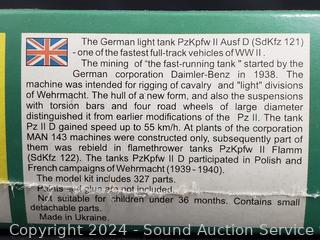 The German light tank PzKpfw II Ausf D (SdKfz 121)
- one of the fastest full-track vehicles of WW II .
The mining of "the fast-running tank " started by the
German corporation Daimler-Benz in 1938. The
machine was intended for rigging of cavalry and "light" divisions
of Wehrmacht. The hull of a new form, and also the suspensions
with torsion bars and four road wheels of large diameter
distinguished it from earlier modifications of the Pz II. The tank
Pz II D gained speed up to 55 km/h. At plants of corporation
MAN 143 machines were constructed only, subsequently part of
them was rebield in flamethrower tanks PzKpfw II Flamm
(SdKfz 122). The tanks PzKpfw II D participated in Polish and
French campaigns of Wehrmacht (1939 - 1940).
The model kit includes 327 parts.
Paints and glue are not included.
Not suitable for children under 36 months. Contains small
detachable parts.
Made in Ukraine.
Copyright 2024 - Sound Auction Service